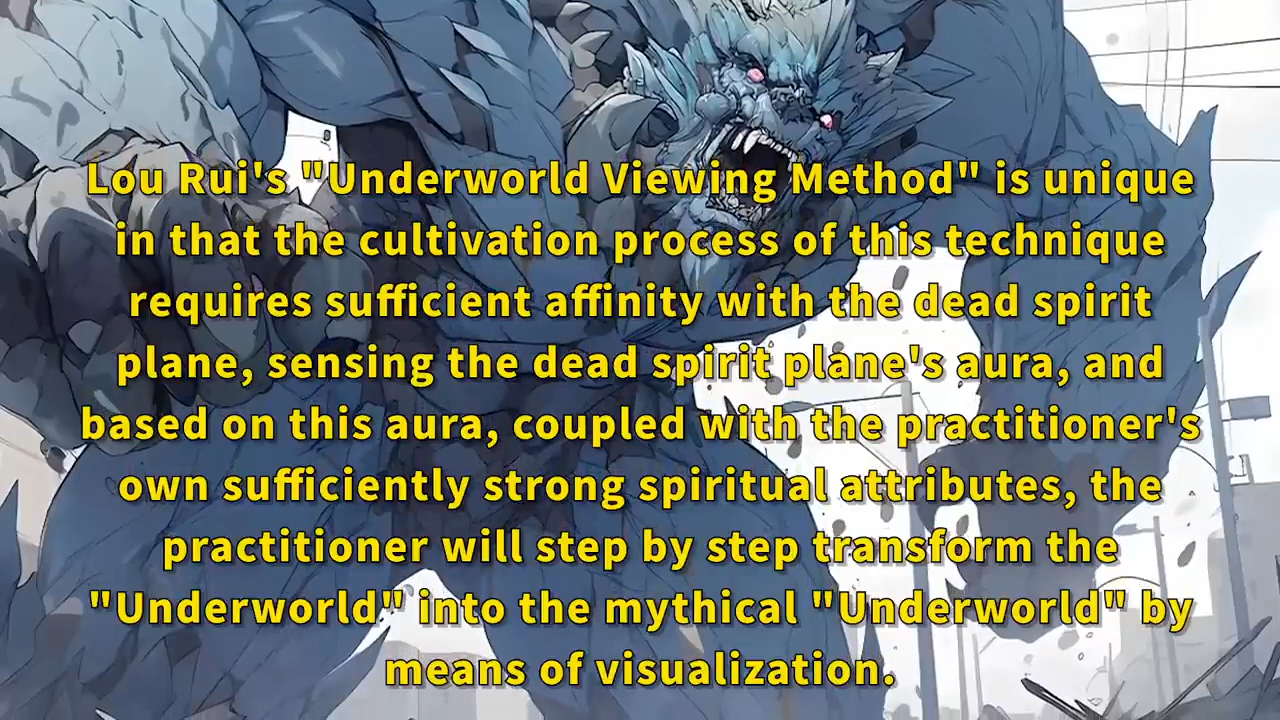 Lou Rui's "Underworld Viewing Method" is unique
in that the cultivation process of this technique
requires sufficient affinity with the dead spirit
plane, sensing the dead spirit plane's aura, and
based on this aura, coupled with the practitioner's
own sufficiently strong spiritual attributes, the
practitioner will step by step transform the
"Underworld" into the mythical "Underworld" by
means of visualization.